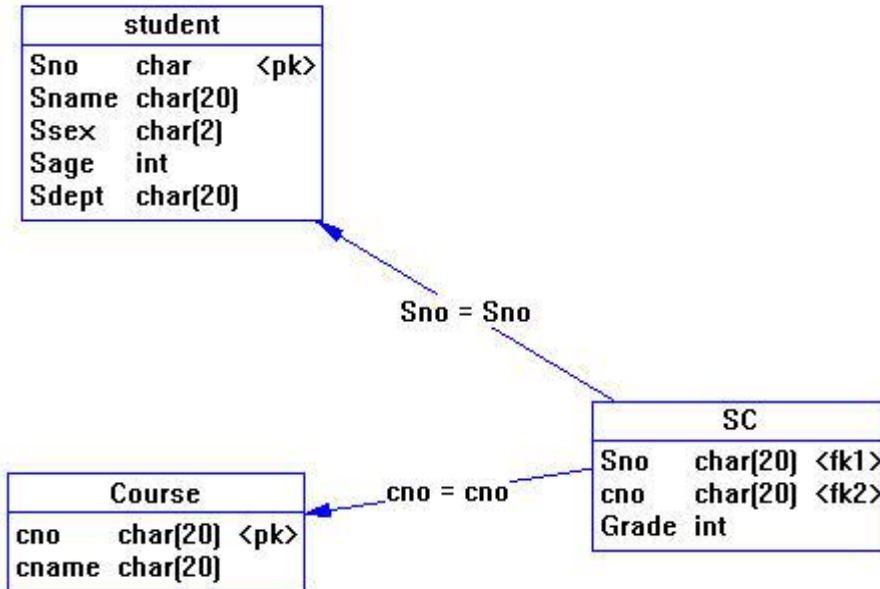 student
Sno char <pk>
Sname char(20)
Ssex char(2)
Sage int
Sdept char(20)
Sno = Sno
SC
Sno char(20) <fk1>
cno char(20) <fk2>
Grade int
cno = cno
Course
cno char(20) <pk>
cname char(20)